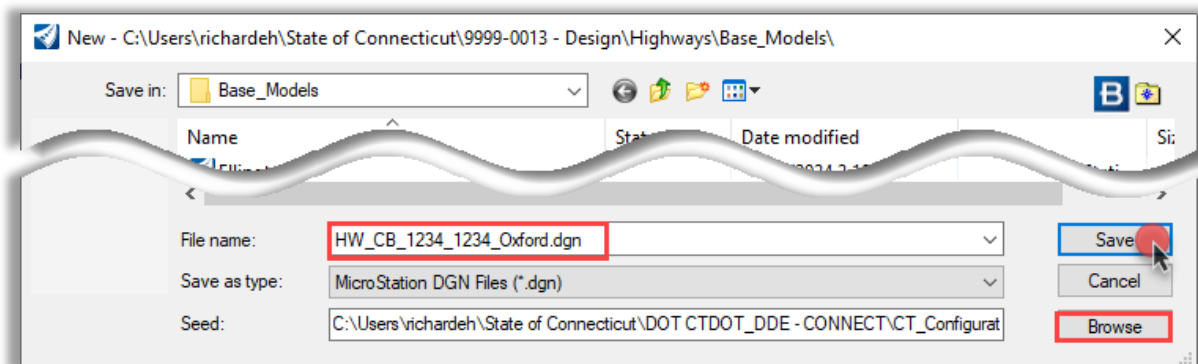 New - C:\Users\richardeh\State of Connecticut\9999-0013 - Design\Highways\Base_Models\
Save in: Base_Models
B
Name Date modified
File name: HW_CB_1234_1234_Oxford.dgn Save
Save as type: MicroStation DGN Files (*.dgn) Cancel
Seed: C:\Users\richardeh\State of Connecticut\DOT CTDOT_DDE - CONNECT\CT_Configurat Browse